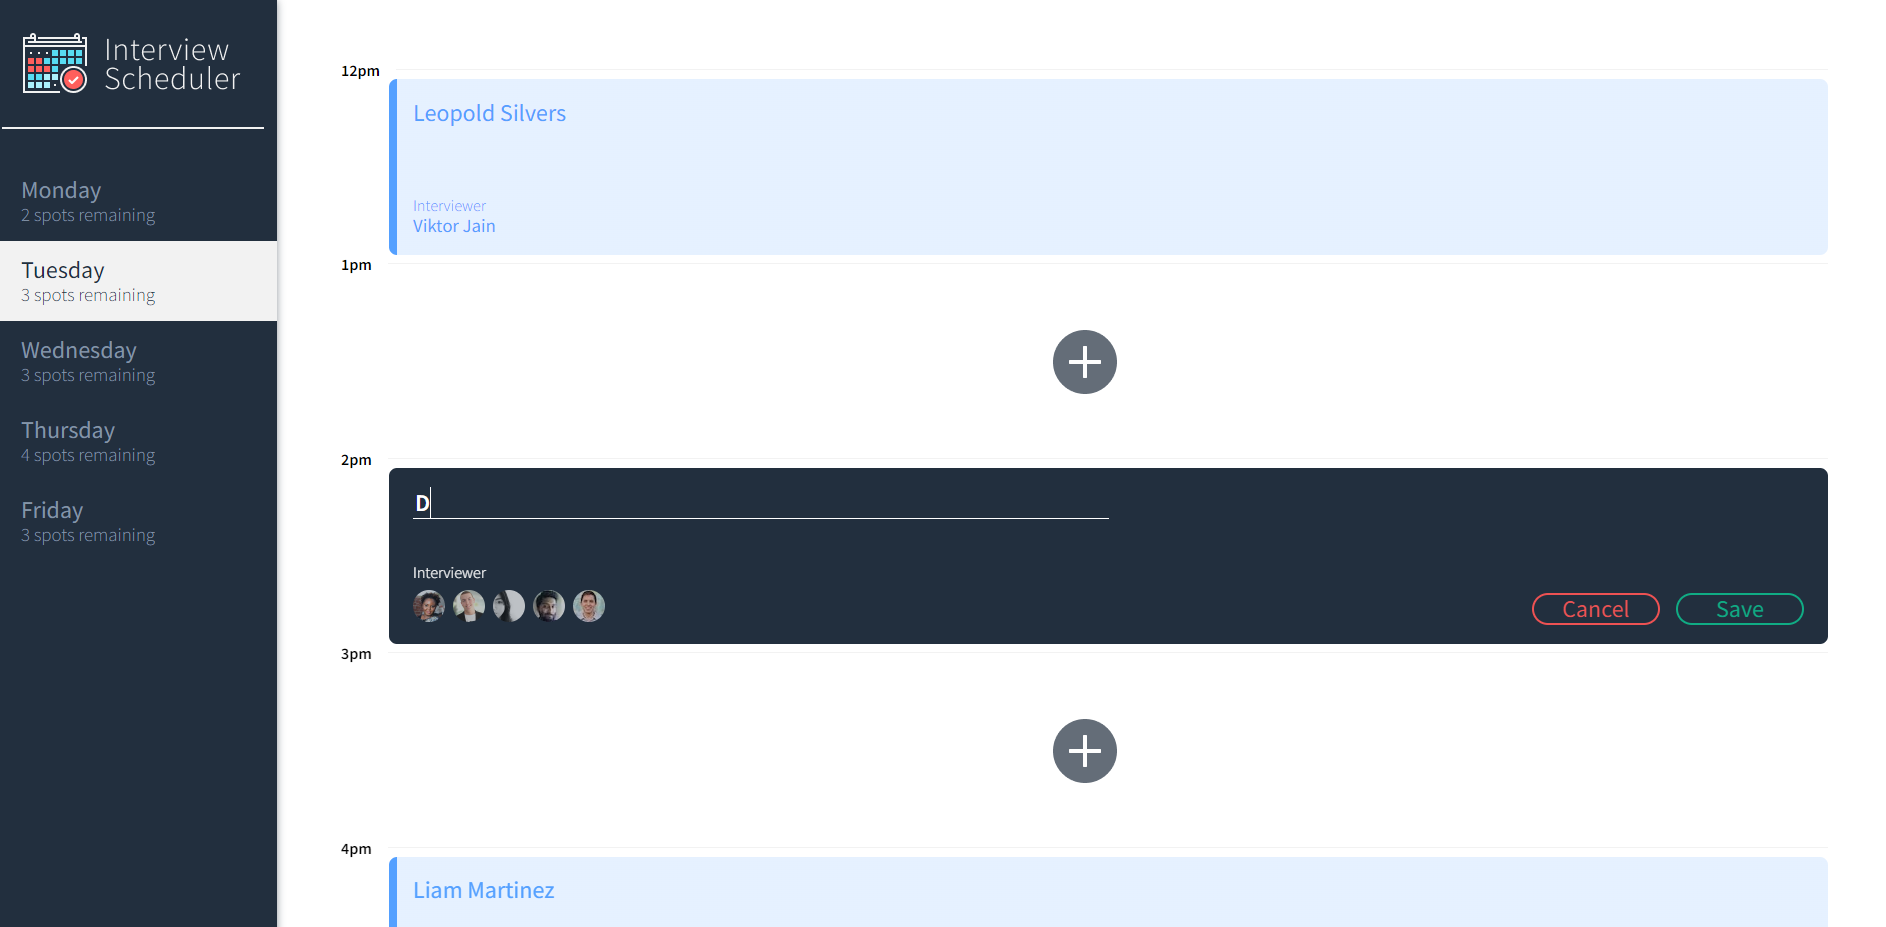 Interview
Scheduler
Monday
2 spots remaining
Tuesday
3 spots remaining
Wednesday
3 spots remaining
Thursday
4 spots remaining
Friday
3 spots remaining
12pm
Leopold Silvers
Interviewer
Viktor Jain
1pm
2pm
D
Interviewer
Cancel
Save
3pm
4pm
Liam Martinez